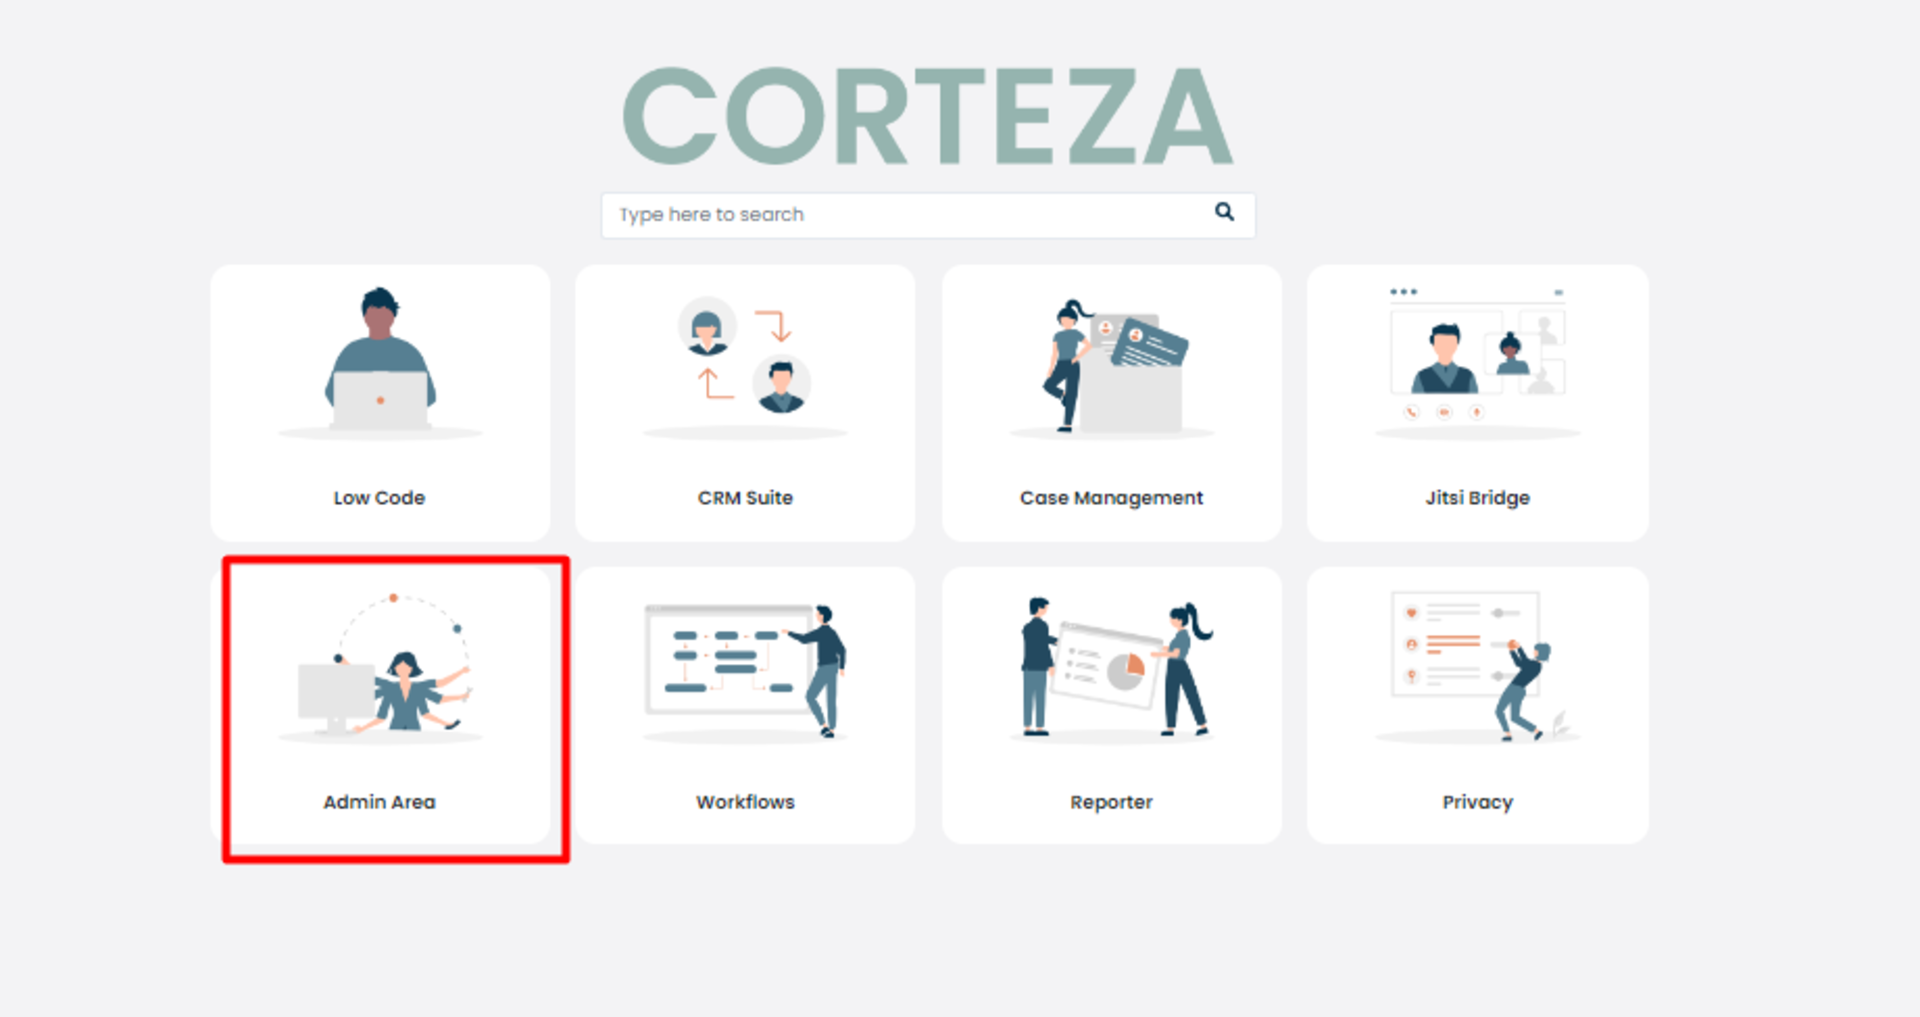 CORTEZA
Type here to search
Low Code
CRM Suite
Case Management
Jitsi Bridge
Admin Area
Workflows
Reporter
Privacy